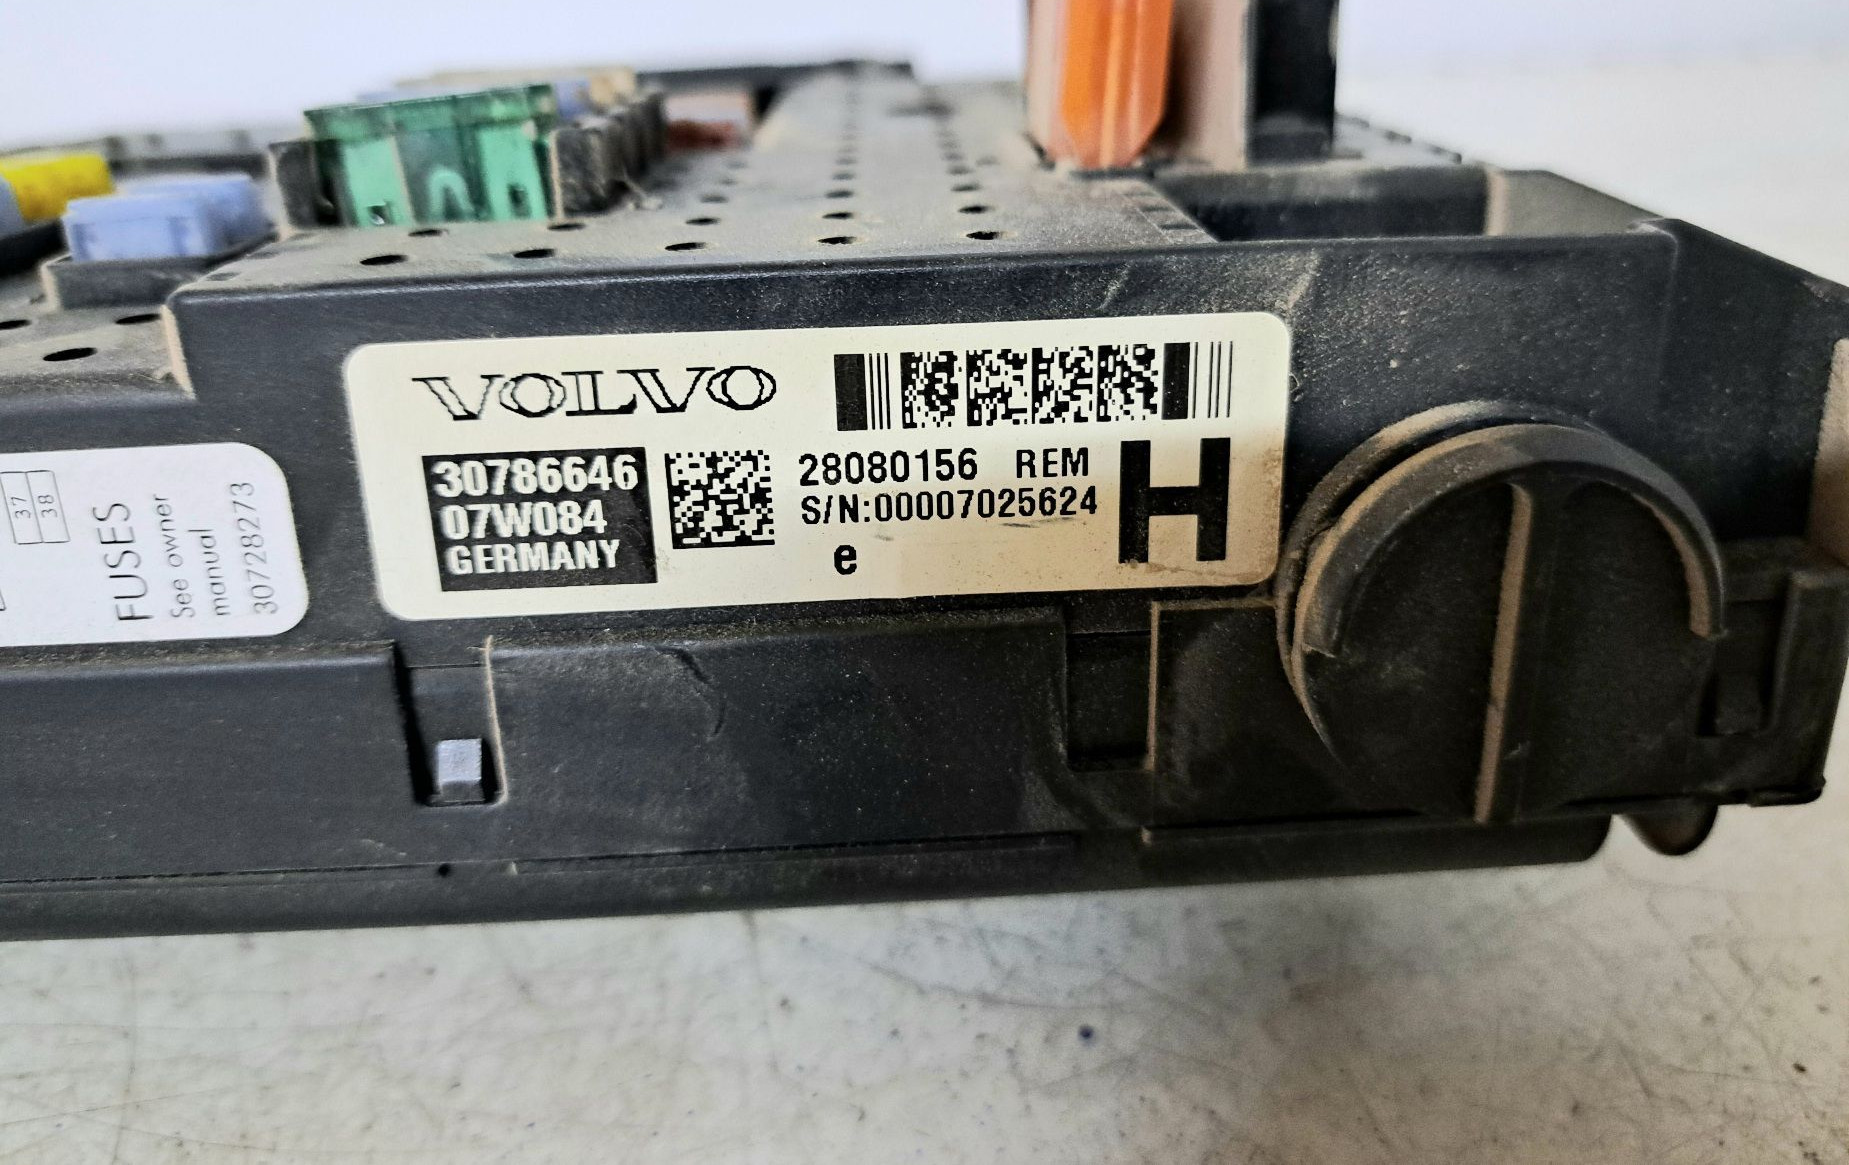 VOLVO
30786646
07W084
GERMANY
28080156 REM
S/N:00007025624
e
H
37
38
FUSES
See owner
manual
30728273